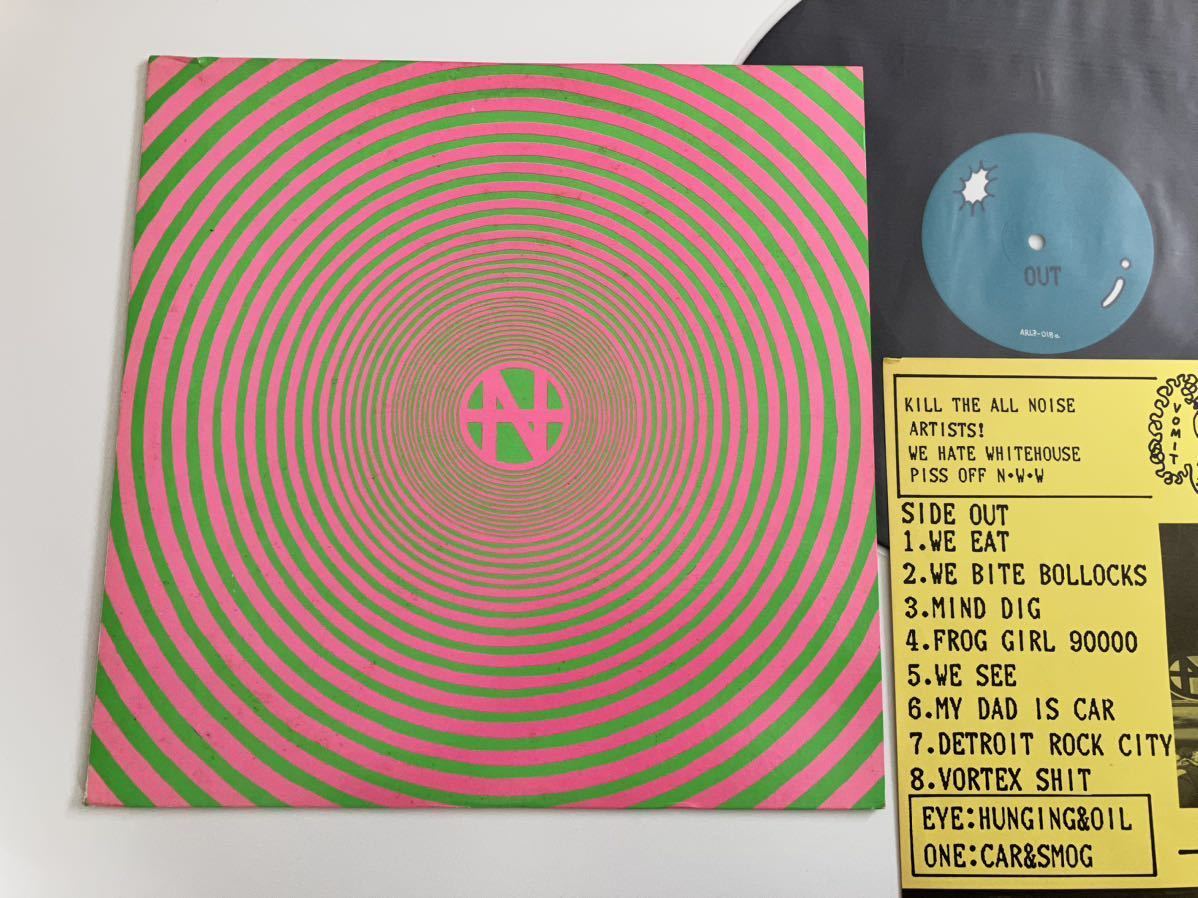 N
OUT
ARLP-018a
KILL THE ALL NOISE
ARTISTS!
WE HATE WHITEHOUSE
PISS OFF N·W·W
VOMIT
SIDE OUT
1.WE EAT
2.WE BITE BOLLOCKS
3.MIND DIG
4.FROG GIRL 90000
5.WE SEE
6.MY DAD IS CAR
7.DETROIT ROCK CITY
8.VORTEX SHIT
EYE:HUNGING&OIL
ONE:CAR&SMOG